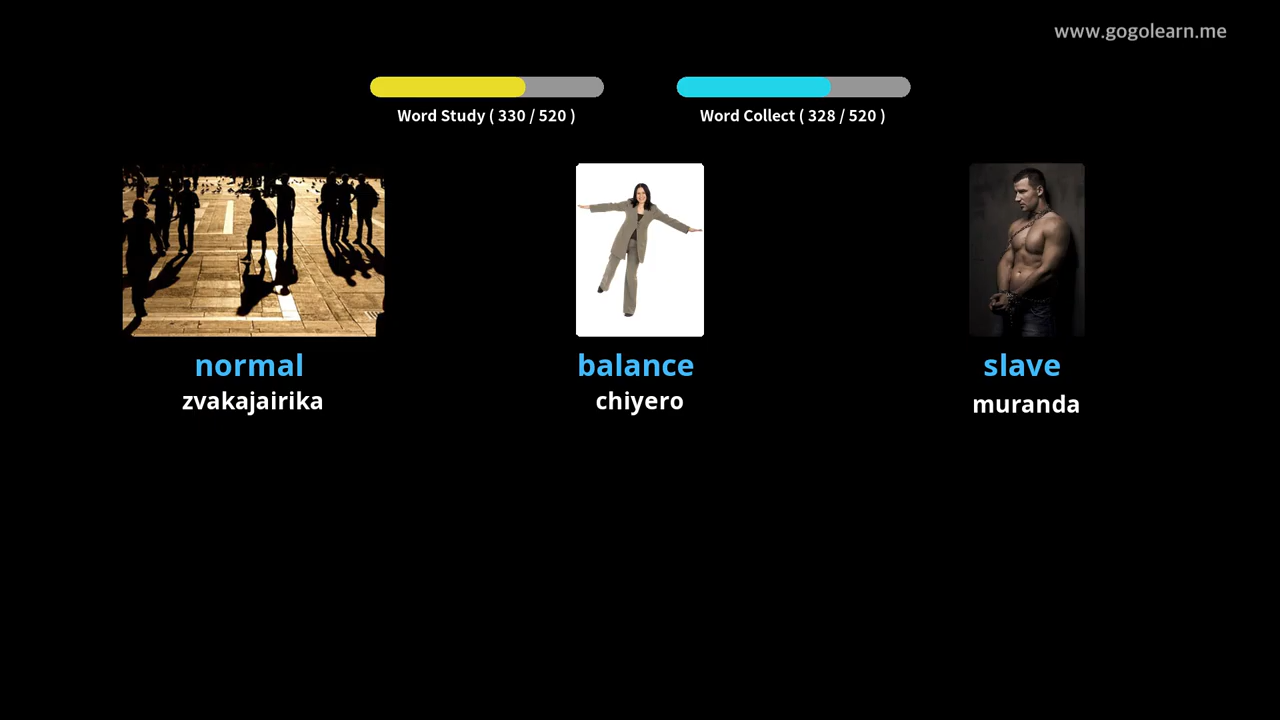 www.gogolearn.me
Word Study ( 330 / 520 )
Word Collect ( 328 / 520 )
normal
zvakajairika
balance
chiyero
slave
muranda